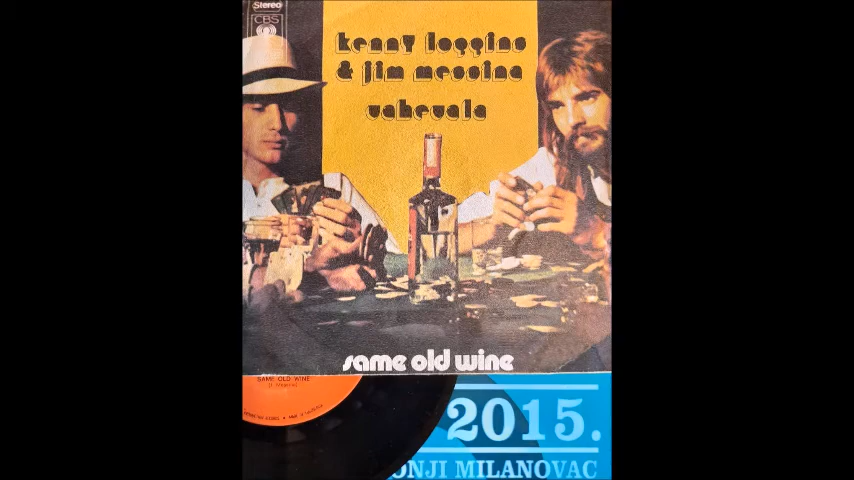 Stereo
CBS
kenny loggins
& jim messina
vahevala
same old wine
SAME OLD WINE
2015.
ONJI MILANOVAC